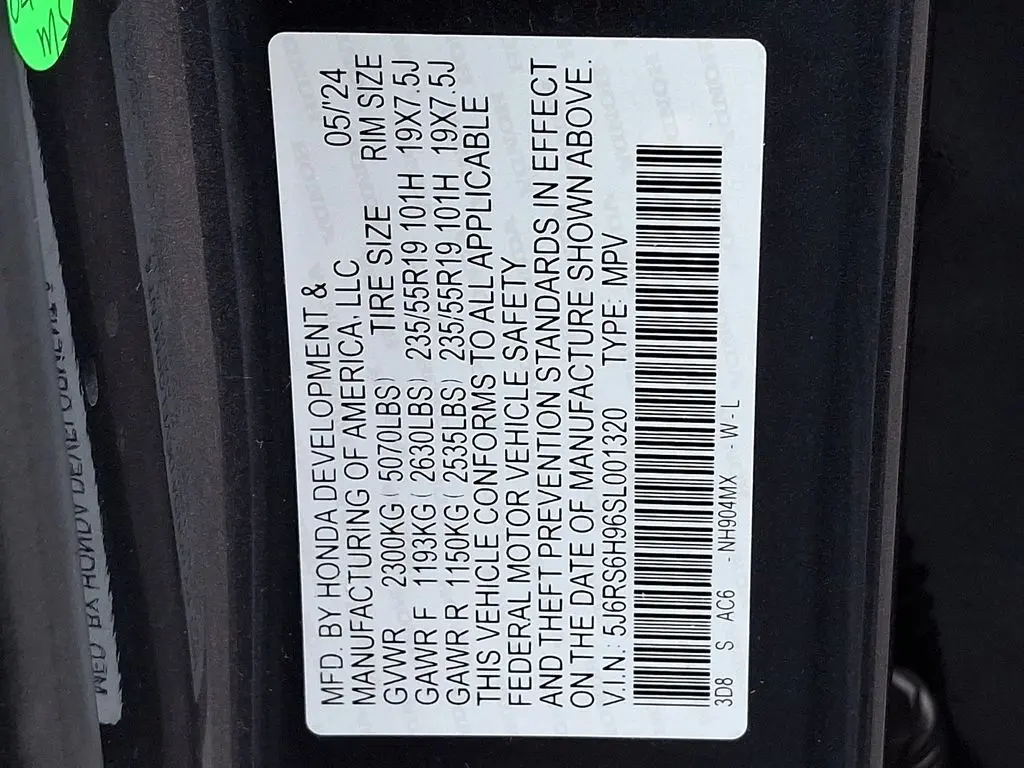 MFD. BY HONDA DEVELOPMENT &
MANUFACTURING OF AMERICA, LLC 05/'24
GVWR 2300KG ( 5070LBS) TIRE SIZE RIM SIZE
GAWR F 1193KG ( 2630LBS) 235/55R19 101H 19X7.5J
GAWR R 1150KG ( 2535LBS) 235/55R19 101H 19X7.5J
THIS VEHICLE CONFORMS TO ALL APPLICABLE
FEDERAL MOTOR VEHICLE SAFETY
AND THEFT PREVENTION STANDARDS IN EFFECT
ON THE DATE OF MANUFACTURE SHOWN ABOVE.
V.I.N.: 5J6RS6H96SL001320 TYPE: MPV
3D8 S AC6 - NH904MX - W - L